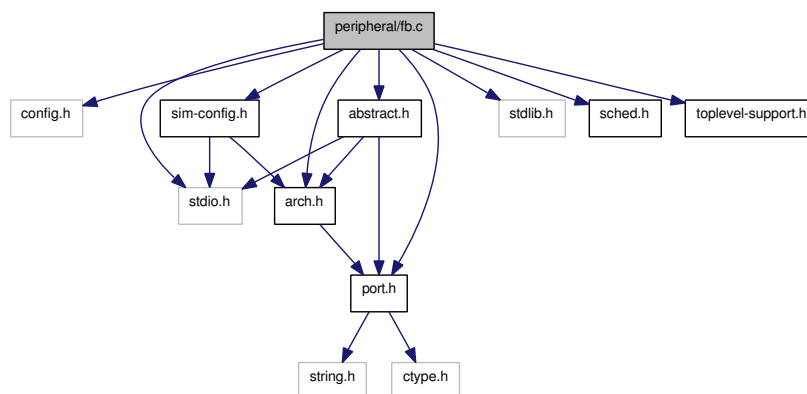 peripheral/fb.c
config.h
sim-config.h
abstract.h
stdlib.h
sched.h
toplevel-support.h
stdio.h
arch.h
port.h
string.h
ctype.h